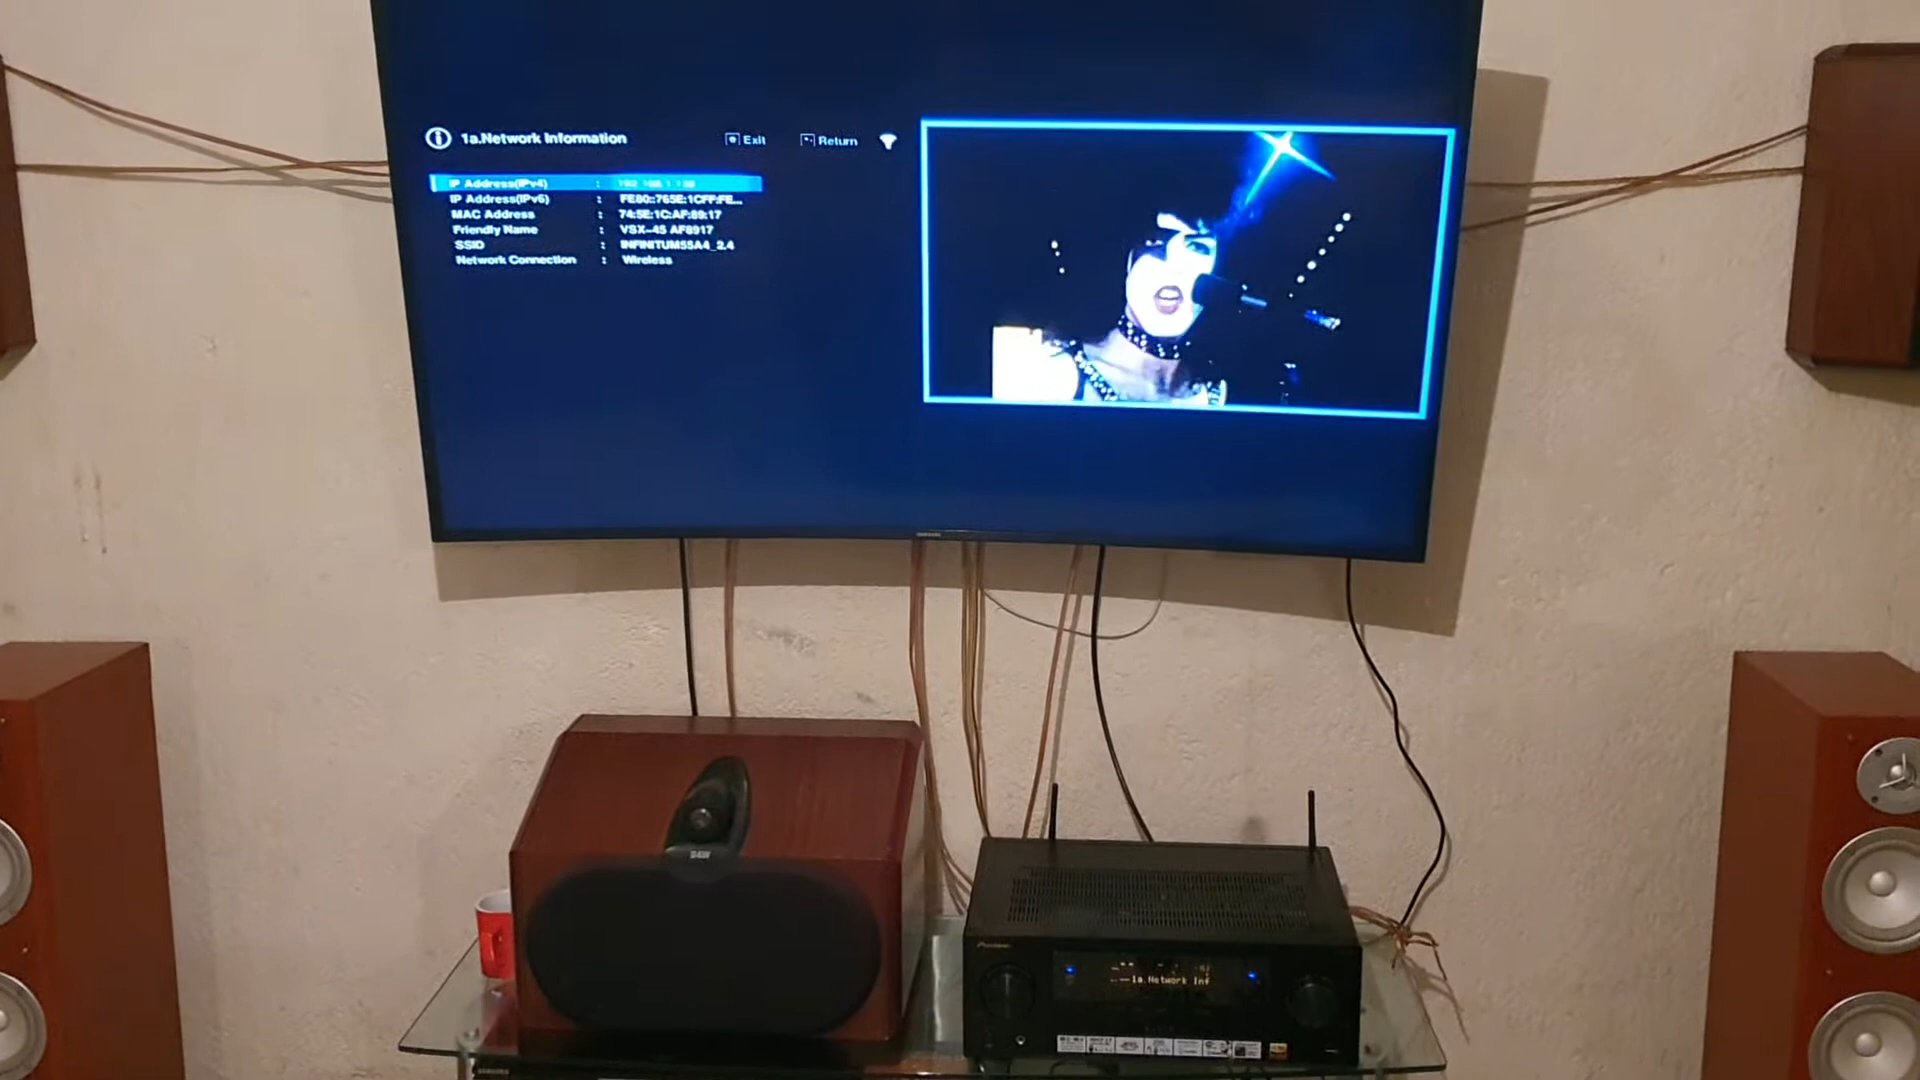 1a.Network Information
Exit
Return
IP Address(IPv4) :
IP Address(IPv6) : FE80::765E:1CFF:FE...
MAC Address : 74:5E:1C:AF:89:17
Friendly Name : VSX-45 AF8917
SSID : INFINITUM55A4_2.4
Network Connection : Wireless
SAMSUNG
B&W
Pioneer
1a.Network Inf
SAMSUNG